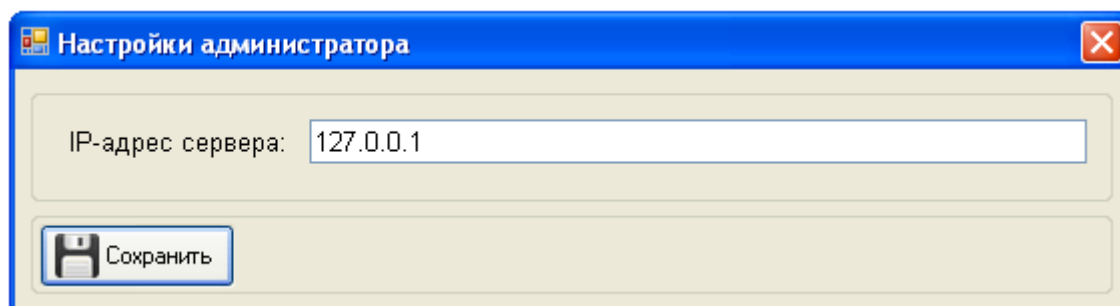 Настройки администратора
IP-адрес сервера: 127.0.0.1
Сохранить